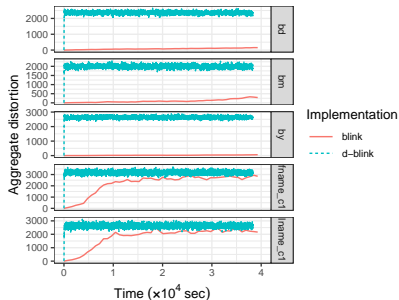 Aggregate distortion
2000
1000
0
bd
2000
1500
1000
500
0
bm
3000
2000
1000
0
by
3000
2000
1000
0
fname_c1
3000
2000
1000
0
lname_c1
0 1 2 3 4
Time (×10⁴ sec)
Implementation
blink
d−blink